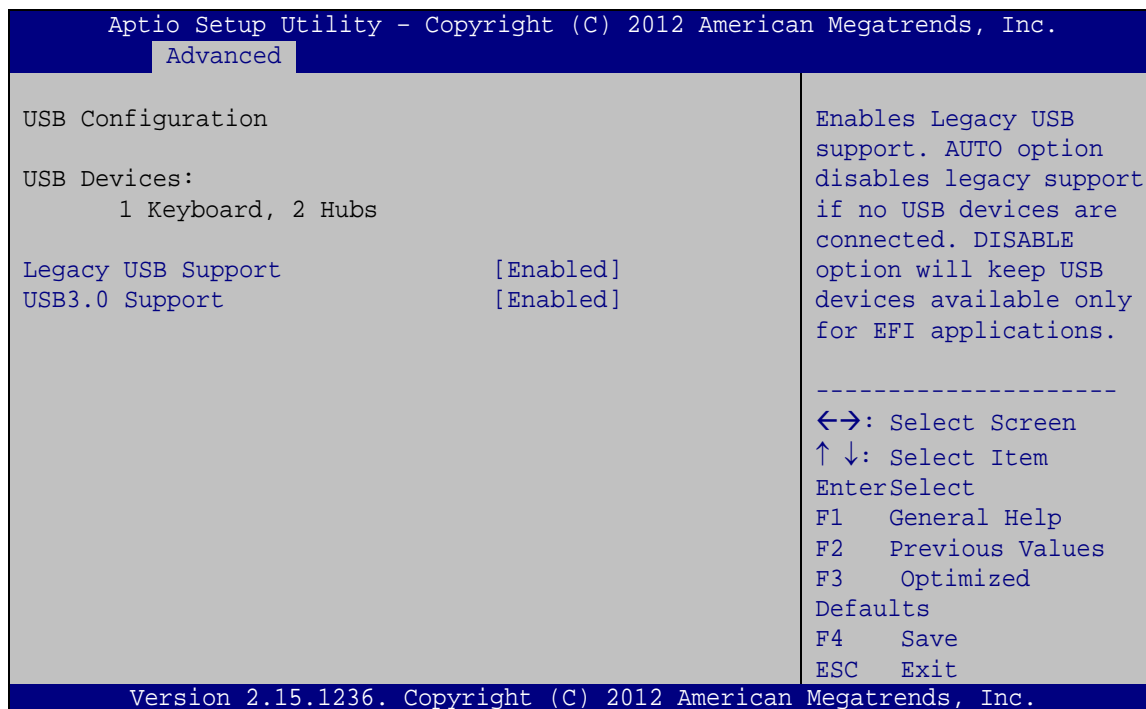 Aptio Setup Utility – Copyright (C) 2012 American Megatrends, Inc.
Advanced
USB Configuration
USB Devices:
1 Keyboard, 2 Hubs
Legacy USB Support [Enabled]
USB3.0 Support [Enabled]
Enables Legacy USB
support. AUTO option
disables legacy support
if no USB devices are
connected. DISABLE
option will keep USB
devices available only
for EFI applications.
---------------------
←→: Select Screen
↑ ↓: Select Item
EnterSelect
F1 General Help
F2 Previous Values
F3 Optimized
Defaults
F4 Save
ESC Exit
Version 2.15.1236. Copyright (C) 2012 American Megatrends, Inc.